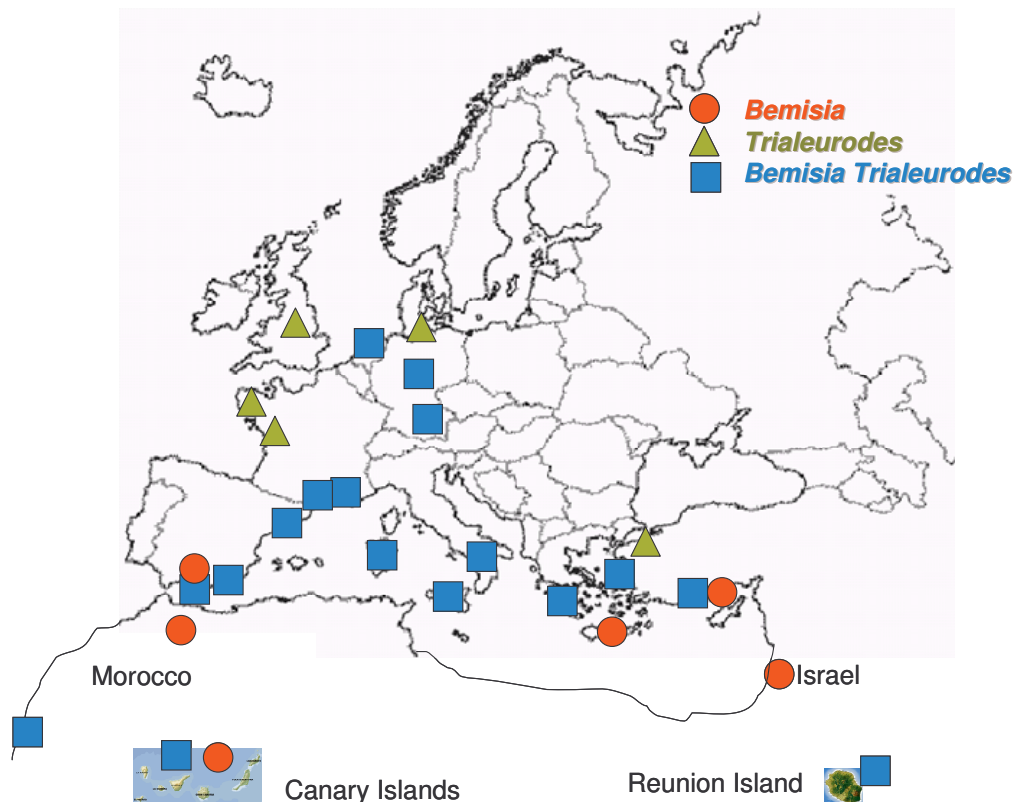 Bemisia
Trialeurodes
Bemisia Trialeurodes
Morocco
Israel
Canary Islands
Reunion Island